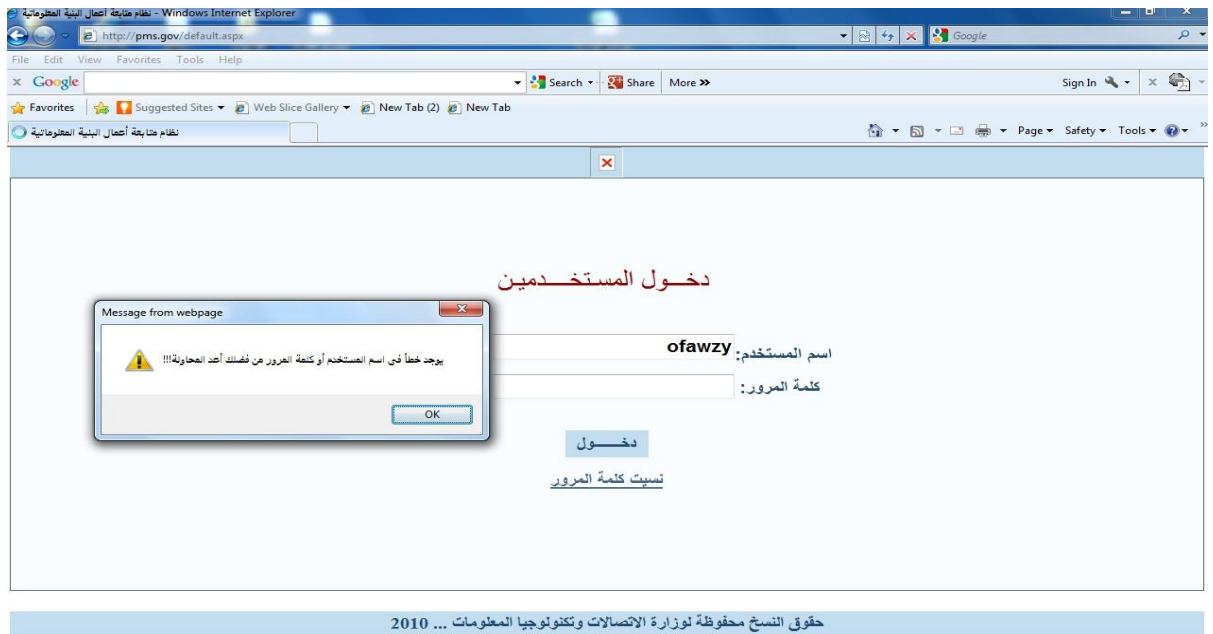 نظام متابعة أعمال البنية المعلوماتية - Windows Internet Explorer
http://pms.gov/default.aspx
Google
File Edit View Favorites Tools Help
x Google Search Share More >> Sign In
Favorites Suggested Sites Web Slice Gallery New Tab (2) New Tab
نظام متابعة أعمال البنية المعلوماتية
Page Safety Tools
دخــول المستخــدمين
Message from webpage
يوجد خطأ فى اسم المستخدم أو كلمة المرور من فضلك أعد المحاولة!!!
OK
اسم المستخدم: ofawzy
كلمة المرور:
دخــــول
نسيت كلمة المرور
حقوق النسخ محفوظة لوزارة الاتصالات وتكنولوجيا المعلومات ... 2010